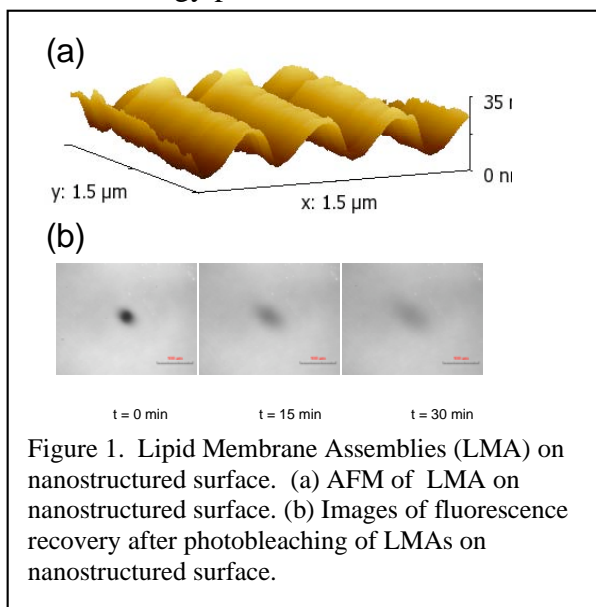 (a)
35 n
0 n
y: 1.5 µm
x: 1.5 µm
(b)
t = 0 min t = 15 min t = 30 min
Figure 1. Lipid Membrane Assemblies (LMA) on
nanostructured surface. (a) AFM of LMA on
nanostructured surface. (b) Images of fluorescence
recovery after photobleaching of LMAs on
nanostructured surface.